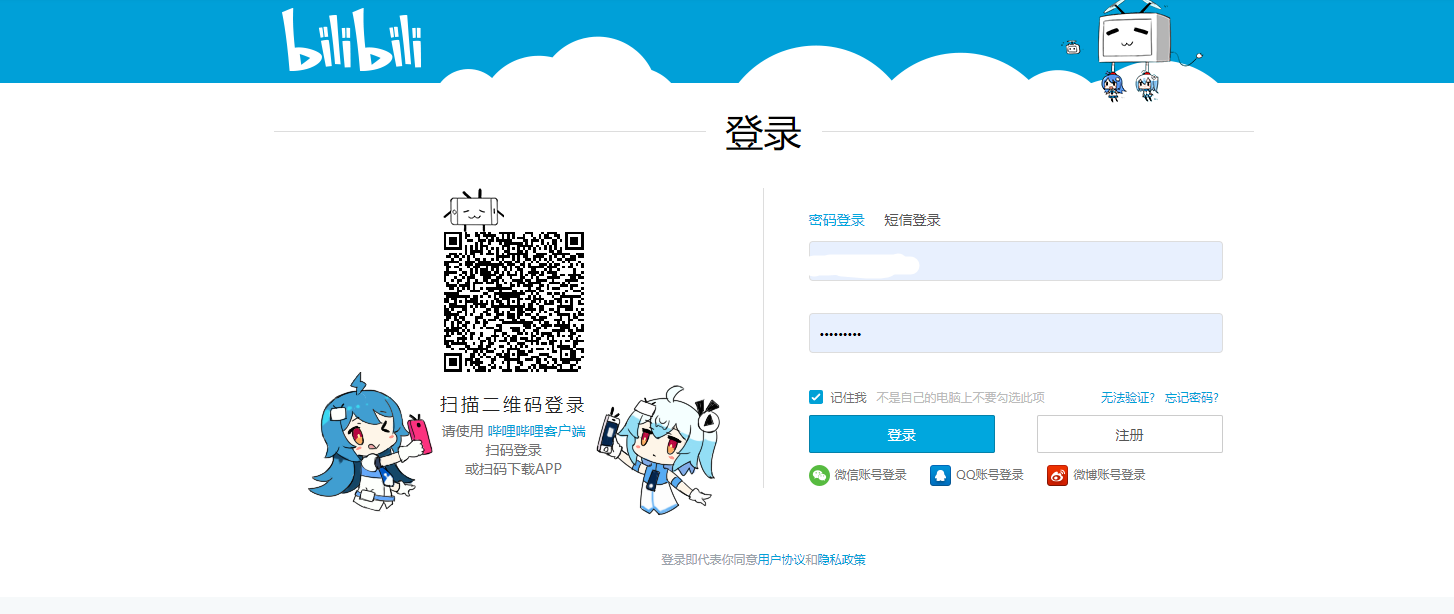 bilibili
登录
扫描二维码登录
请使用 哔哩哔哩客户端
扫码登录
或扫码下载APP
密码登录 短信登录
•••••••••
记住我 不是自己的电脑上不要勾选此项 无法验证? 忘记密码?
登录 注册
微信账号登录 QQ账号登录 微博账号登录
登录即代表你同意用户协议和隐私政策